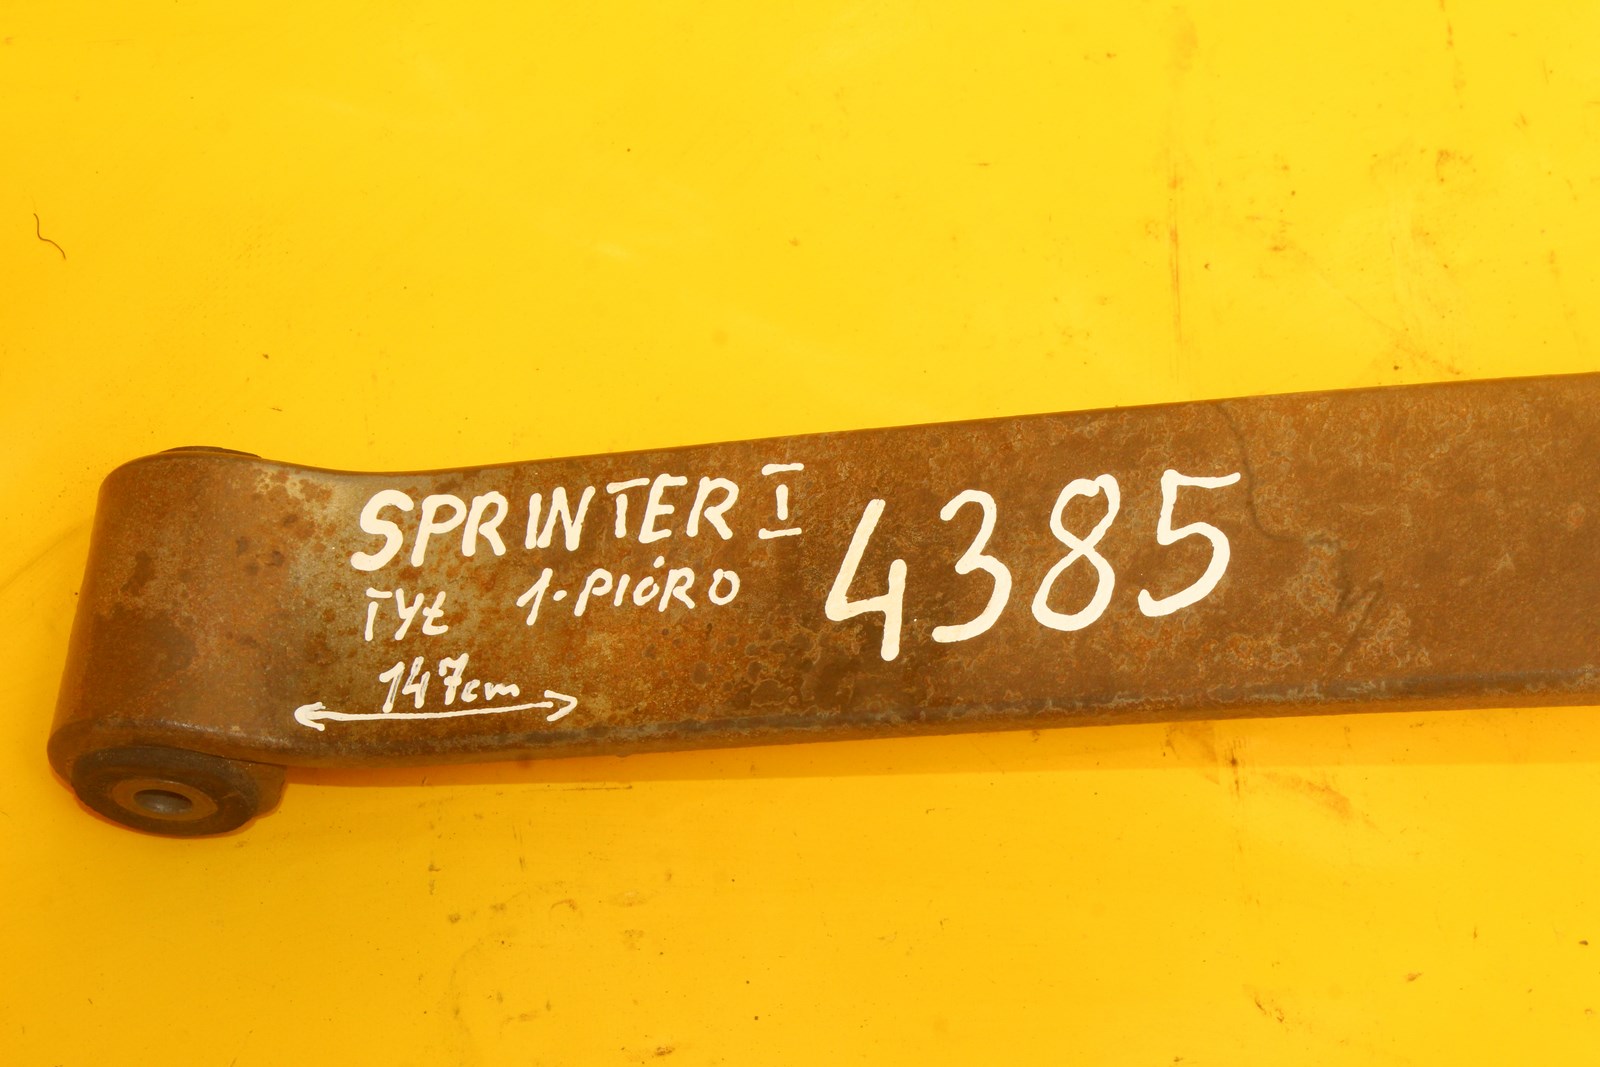 SPRINTER I
4385
TYŁ 1-PIÓRO
147cm